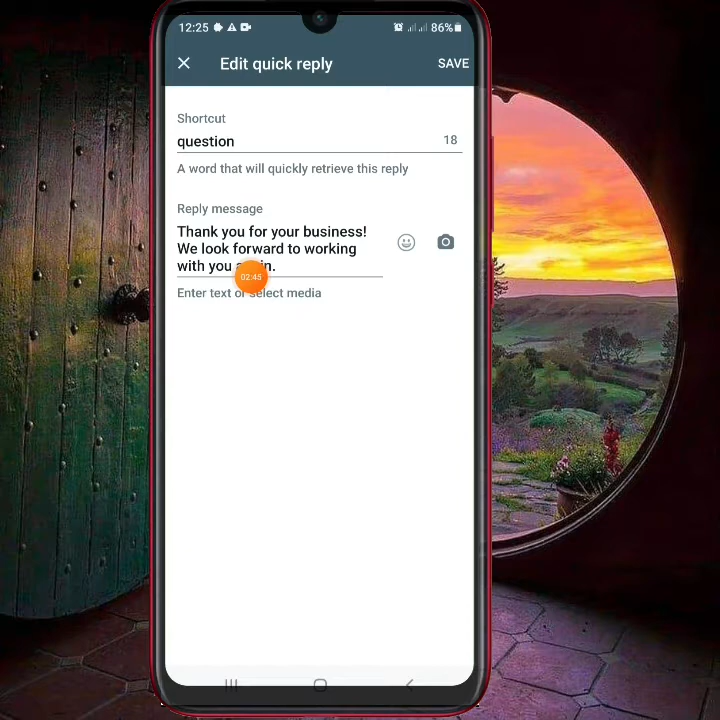 12:25 86%
Edit quick reply SAVE
Shortcut
question 18
A word that will quickly retrieve this reply
Reply message
Thank you for your business!
We look forward to working
with you
02:45
Enter text or select media